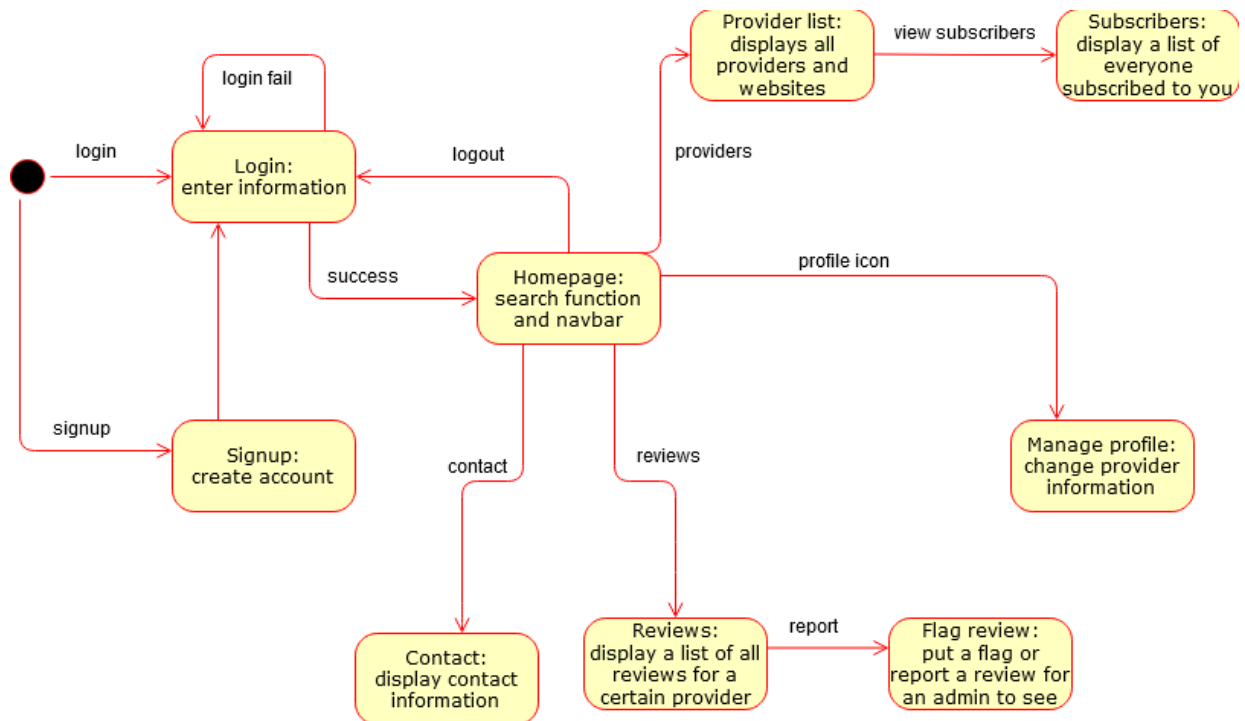 Provider list:
displays all
providers and
websites
view subscribers
Subscribers:
display a list of
everyone
subscribed to you
login fail
login
Login:
enter information
logout
providers
success
Homepage:
search function
and navbar
profile icon
signup
Signup:
create account
contact
reviews
Manage profile:
change provider
information
Contact:
display contact
information
Reviews:
display a list of all
reviews for a
certain provider
report
Flag review:
put a flag or
report a review for
an admin to see